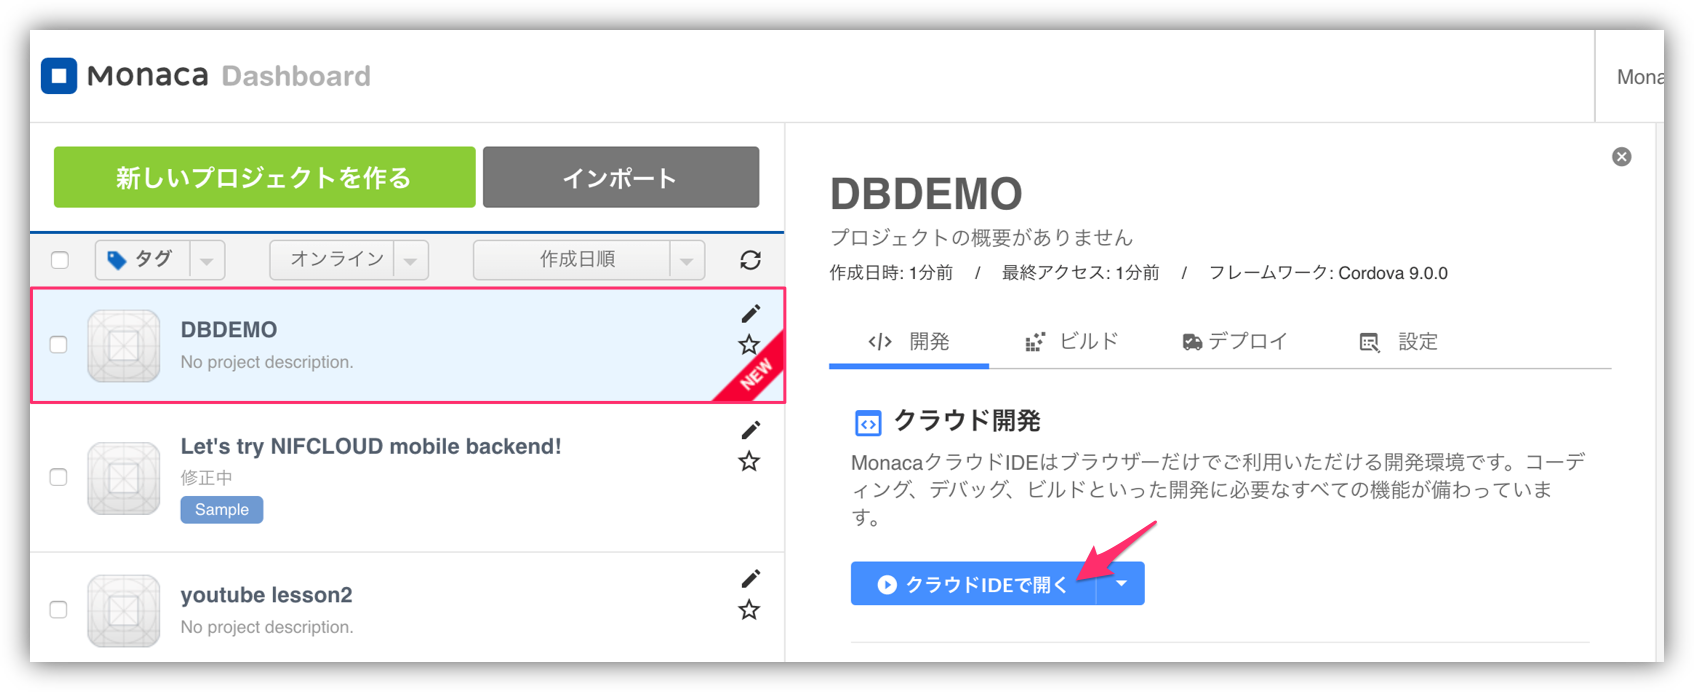 Monaca Dashboard
Mona
新しいプロジェクトを作る
インポート
タグ
オンライン
作成日順
DBDEMO
No project description.
NEW
Let's try NIFCLOUD mobile backend!
修正中
Sample
youtube lesson2
No project description.
DBDEMO
プロジェクトの概要がありません
作成日時: 1分前 / 最終アクセス: 1分前 / フレームワーク: Cordova 9.0.0
開発
ビルド
デプロイ
設定
クラウド開発
MonacaクラウドIDEはブラウザーだけでご利用いただける開発環境です。コーデ
ィング、デバッグ、ビルドといった開発に必要なすべての機能が備わっていま
す。
クラウドIDEで開く